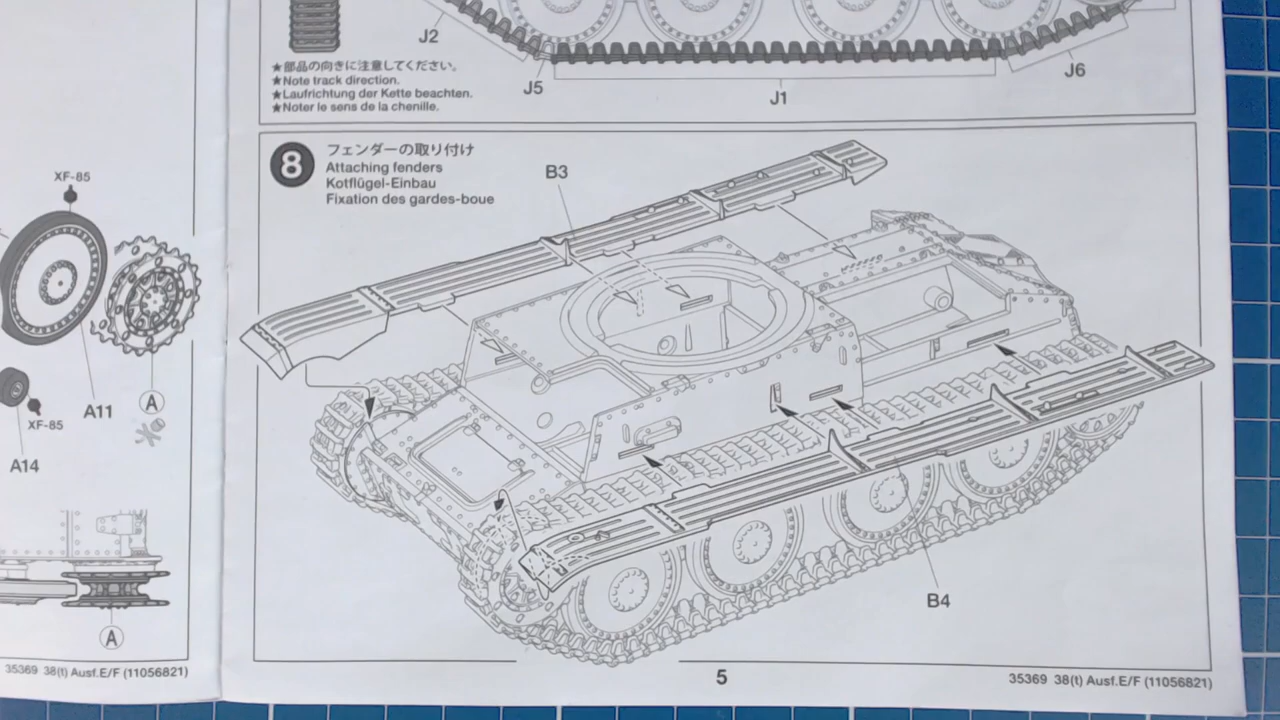 XF-85
A11
A
XF-85
A14
A
35369 38(t) Ausf.E/F (11056821)
J2
J5
J1
J6
★部品の向きに注意してください。
★Note track direction.
★Laufrichtung der Kette beachten.
★Noter le sens de la chenille.
8
フェンダーの取り付け
Attaching fenders
Kotflügel-Einbau
Fixation des gardes-boue
B3
B4
5
35369 38(t) Ausf.E/F (11056821)